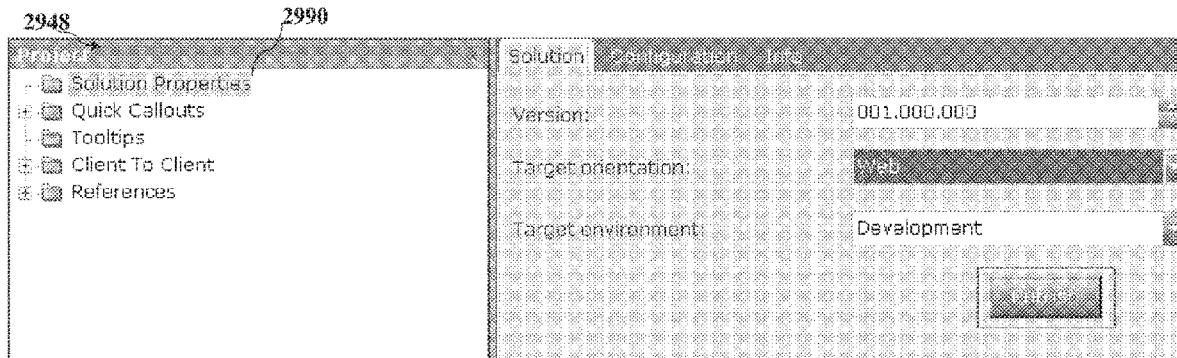 2948
2990
Project
Solution Properties
Quick Callouts
Tooltips
Client To Client
References
Solution Configuration Info
Version: 001.000.000
Target orientation: Web
Target environment: Development